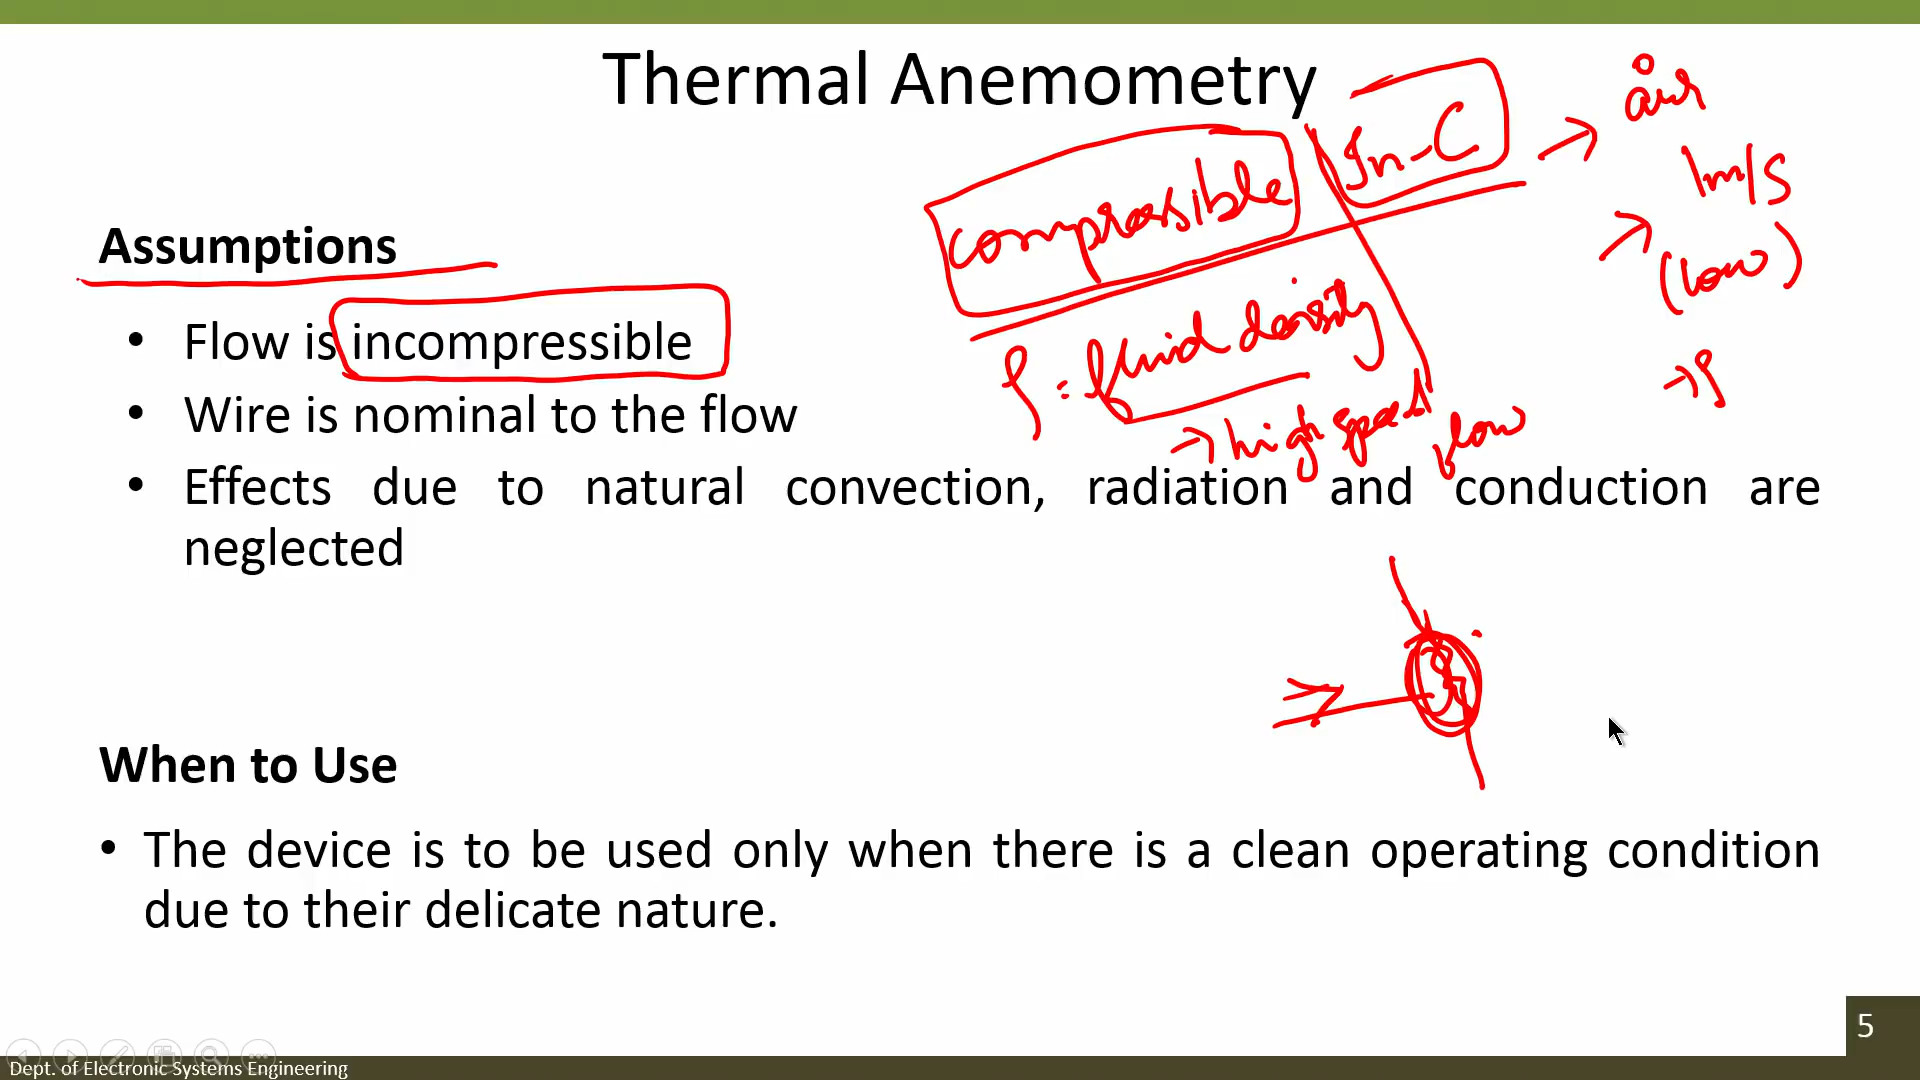 Thermal Anemometry
In-C
air
compressible
1m/s
(low)
Assumptions
ρ = fluid density
• Flow is incompressible
→ρ
→ high speed flow
• Wire is nominal to the flow
• Effects due to natural convection, radiation and conduction are
neglected
When to Use
• The device is to be used only when there is a clean operating condition
due to their delicate nature.
5
Dept. of Electronic Systems Engineering